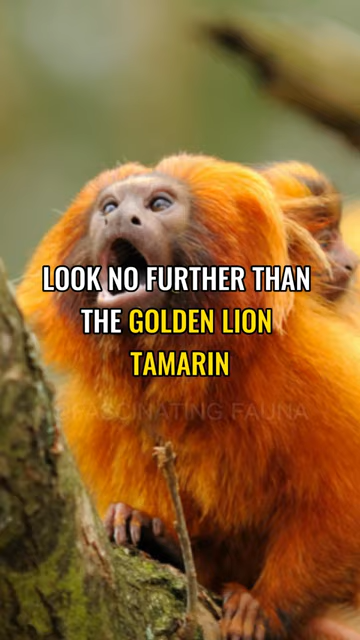 LOOK NO FURTHER THAN
THE GOLDEN LION
TAMARIN
@FASCINATING FAUNA